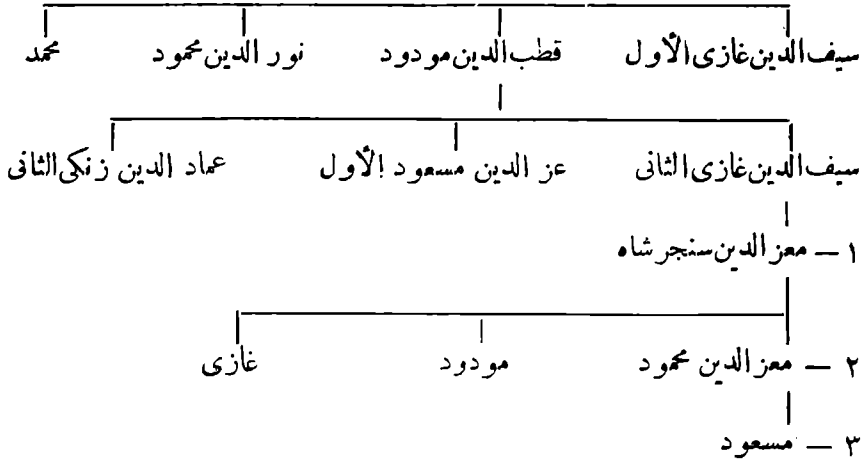 سيف الدين غازى الأول قطب الدين مودود نور الدين محمود محمد
سيف الدين غازى الثانى عز الدين مسعود الأول عماد الدين زنكى الثانى
١ — معز الدين سنجر شاه
٢ — معز الدين محمود مودود غازى
٣ — مسعود